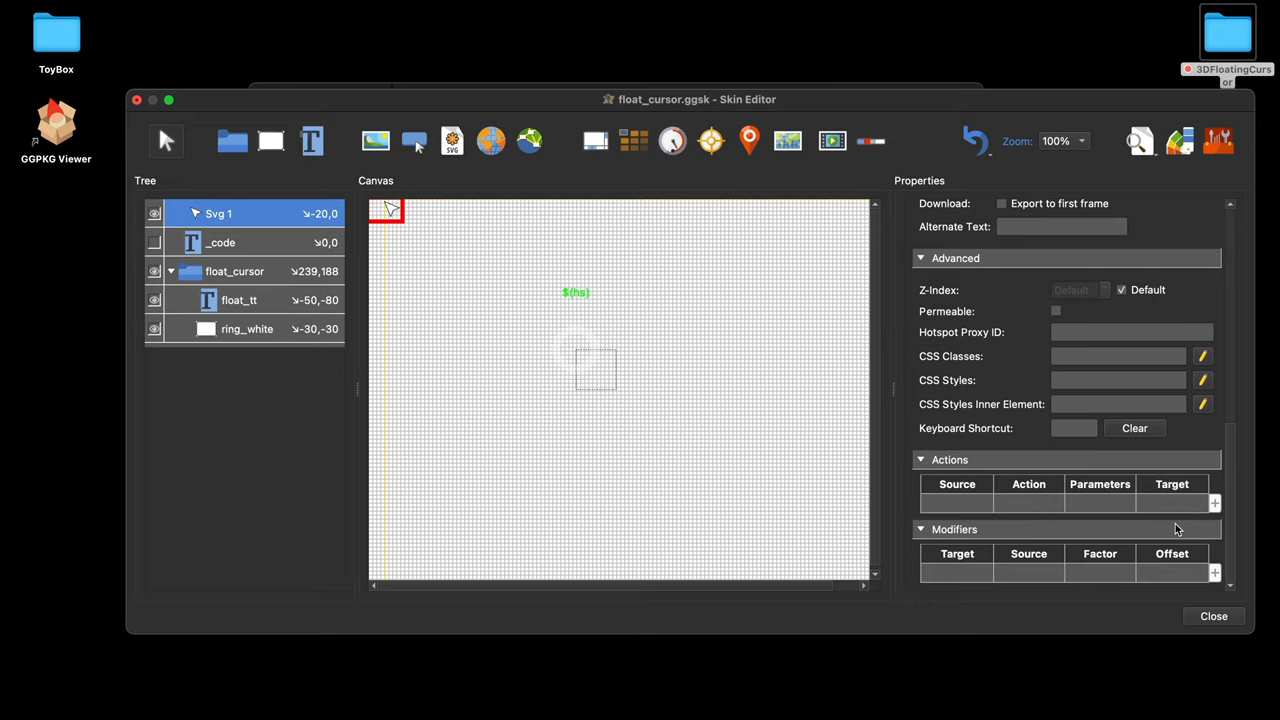 ToyBox
3DFloatingCurs
or
GGPKG Viewer
float_cursor.ggsk - Skin Editor
T
SVG
Zoom:
100%
Tree
Canvas
Properties
Svg 1
-20,0
T
_code
0,0
float_cursor
239,188
T
float_tt
-50,-80
ring_white
-30,-30
$(hs)
Download:
Export to first frame
Alternate Text:
Advanced
Z-Index:
Default
Default
Permeable:
Hotspot Proxy ID:
CSS Classes:
CSS Styles:
CSS Styles Inner Element:
Keyboard Shortcut:
Clear
Actions
Source
Action
Parameters
Target
+
Modifiers
Target
Source
Factor
Offset
+
Close